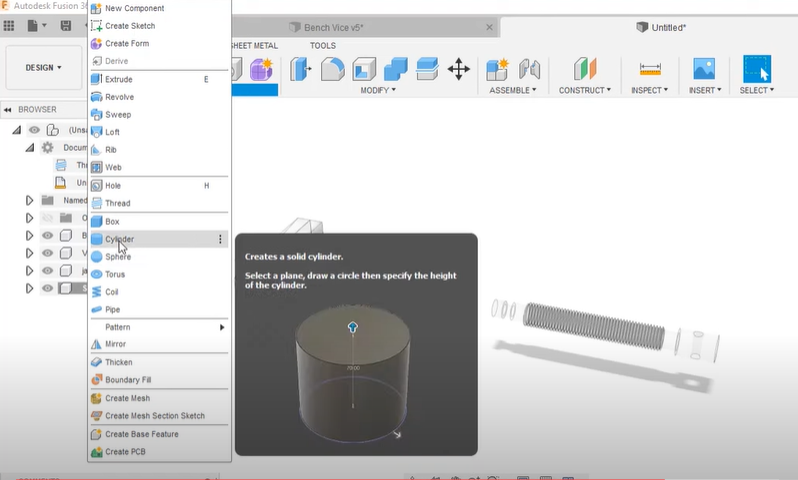 Autodesk Fusion 36
Bench Vice v5*
Untitled*
SHEET METAL
TOOLS
DESIGN
MODIFY
ASSEMBLE
CONSTRUCT
INSPECT
INSERT
SELECT
BROWSER
(Uns
Docum
Th
Un
Named
O
B
V
ja
S
New Component
Create Sketch
Create Form
Derive
Extrude E
Revolve
Sweep
Loft
Rib
Web
Hole H
Thread
Box
Cylinder
Sphere
Torus
Coil
Pipe
Pattern
Mirror
Thicken
Boundary Fill
Create Mesh
Create Mesh Section Sketch
Create Base Feature
Create PCB
Creates a solid cylinder.
Select a plane, draw a circle then specify the height
of the cylinder.